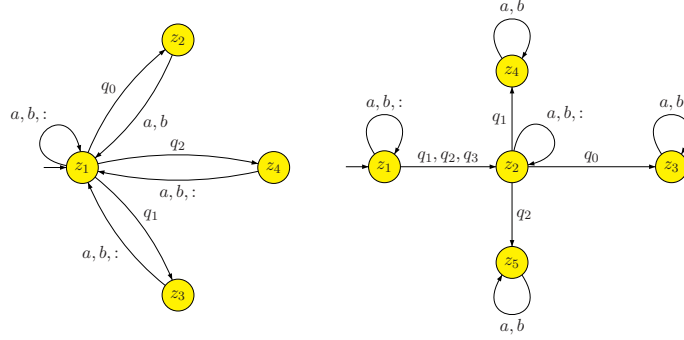 z2
a, b
z4
q0
a, b, :
a, b
q2
z1
z4
a, b, :
q1
a, b, :
z3
a, b, :
q1
a, b, :
a, b
z1
q1, q2, q3
z2
q0
z3
q2
z5
a, b